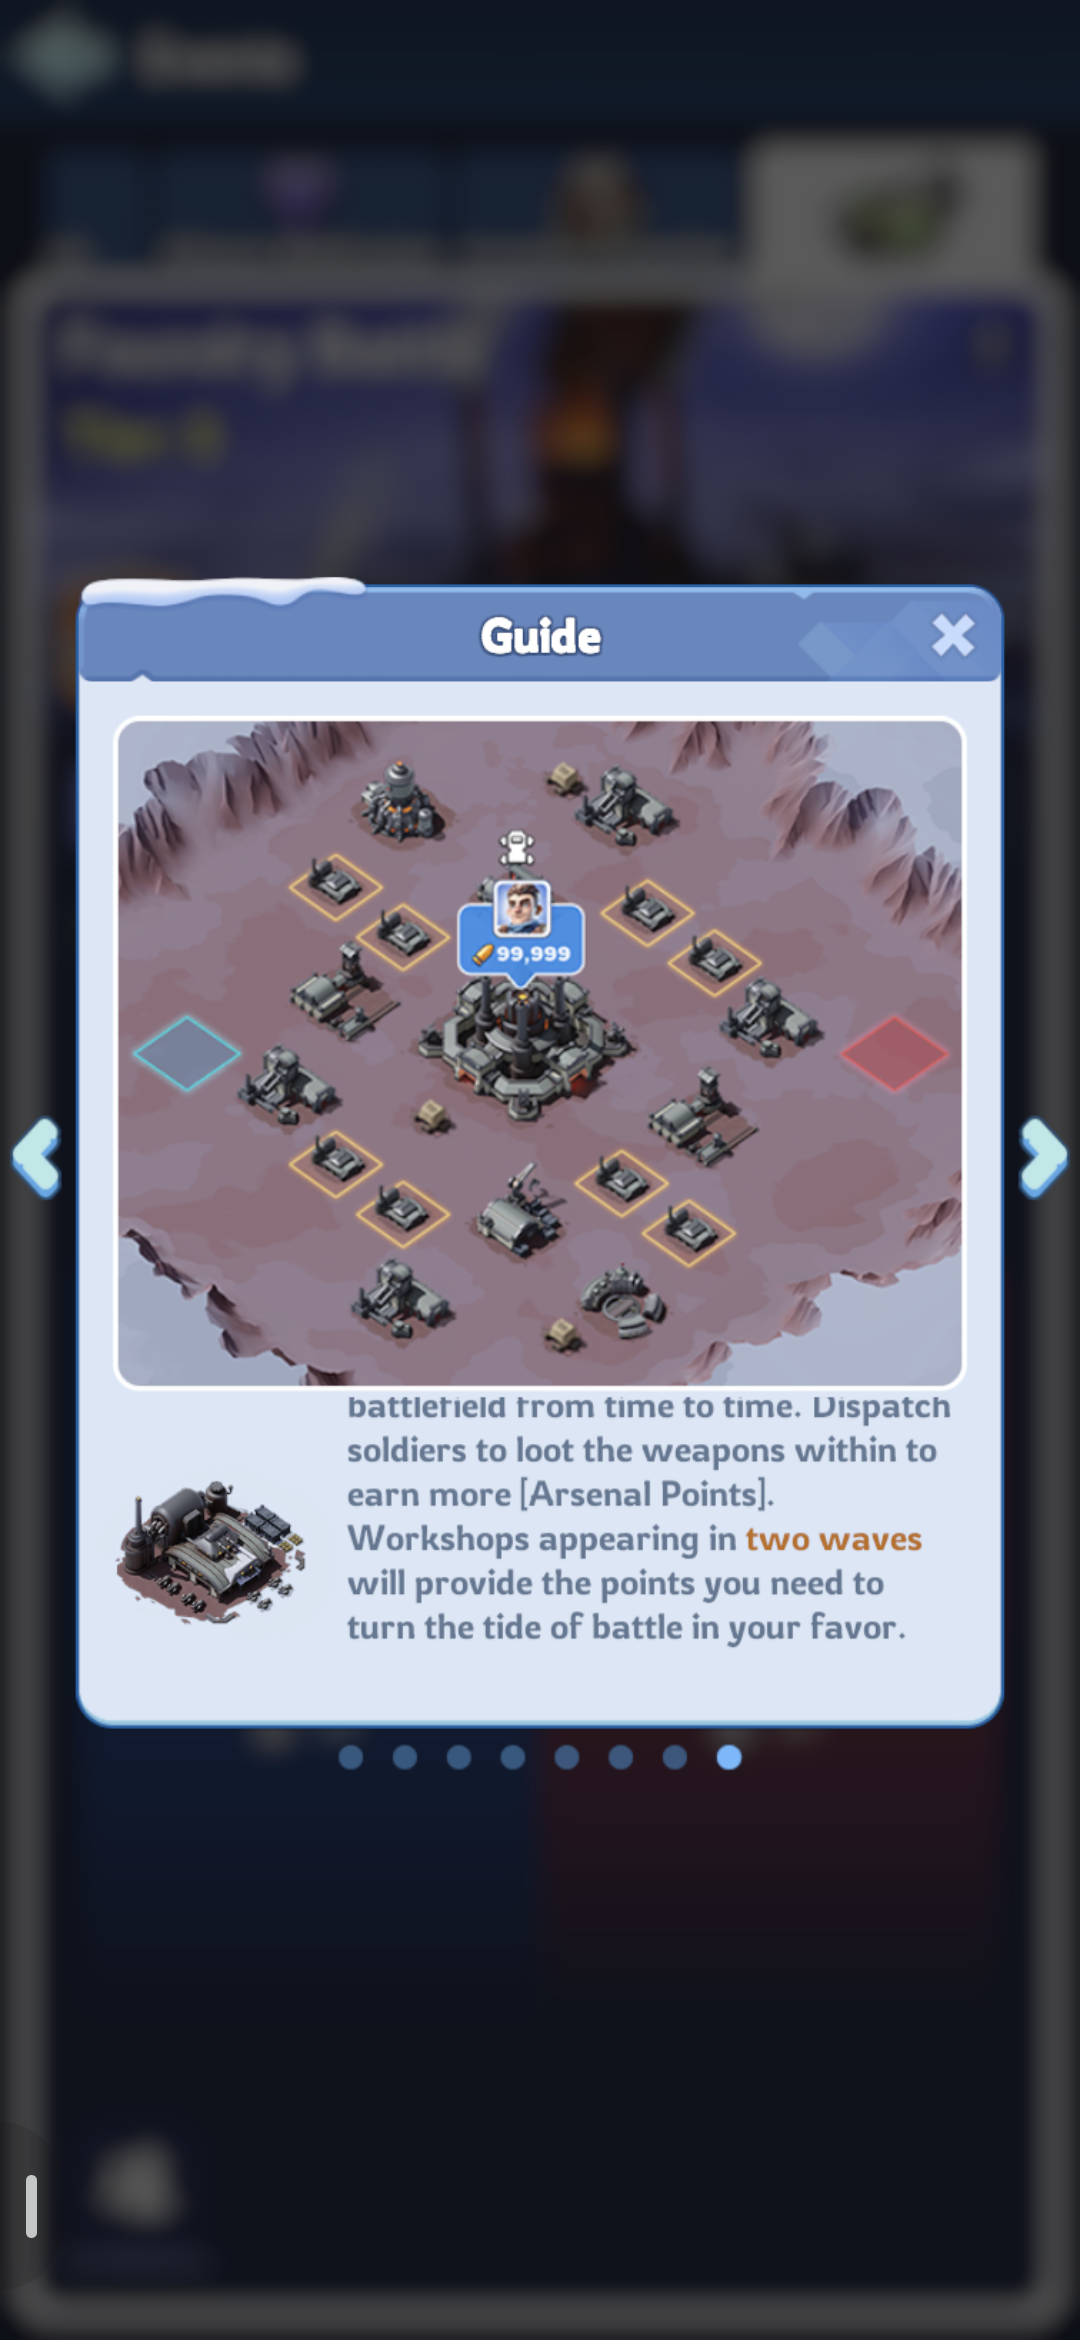 Guide
99,999
battlefield from time to time. Dispatch
soldiers to loot the weapons within to
earn more [Arsenal Points].
Workshops appearing in two waves
will provide the points you need to
turn the tide of battle in your favor.